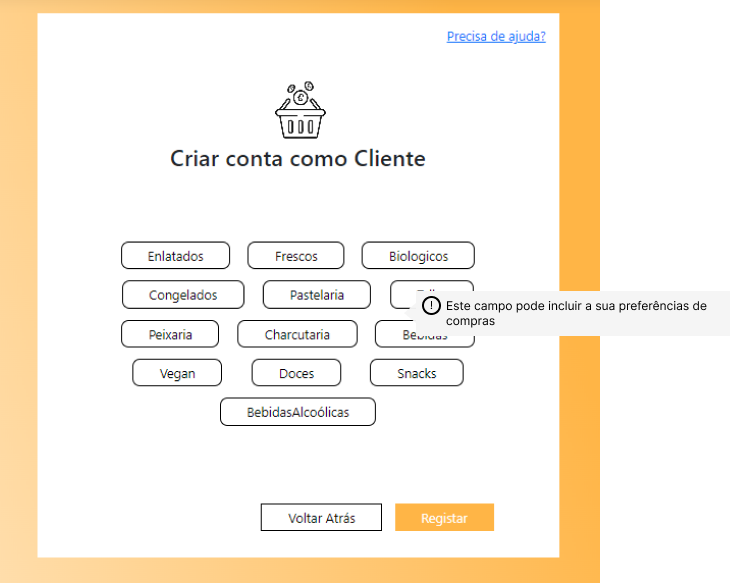 Precisa de ajuda?
Criar conta como Cliente
Enlatados Frescos Biologicos
Congelados Pastelaria
! Este campo pode incluir a sua preferências de
compras
Peixaria Charcutaria Bebidas
Vegan Doces Snacks
BebidasAlcoólicas
Voltar Atrás Registar